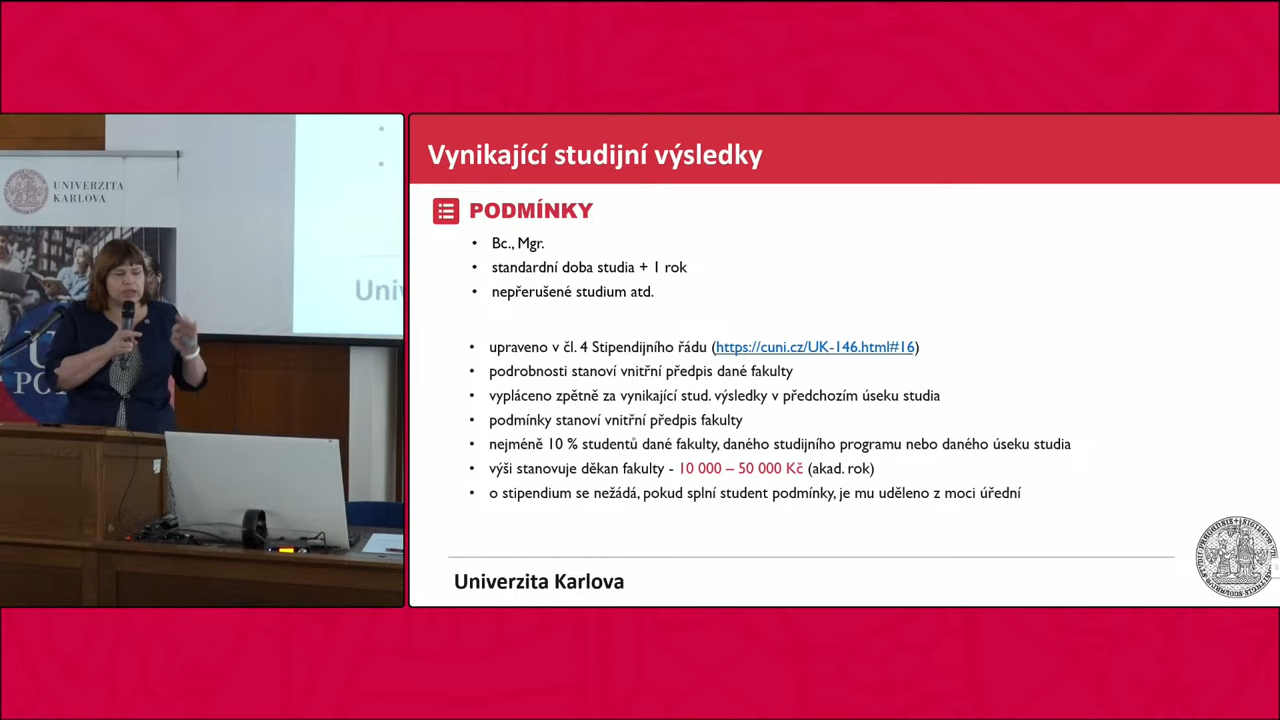 UNIVERZITA
KARLOVA
Vynikající studijní výsledky
PODMÍNKY
• Bc., Mgr.
• standardní doba studia + 1 rok
• nepřerušené studium atd.
• upraveno v čl. 4 Stipendijního řádu (https://cuni.cz/UK-146.html#16)
• podrobnosti stanoví vnitřní předpis dané fakulty
• vypláceno zpětně za vynikající stud. výsledky v předchozím úseku studia
• podmínky stanoví vnitřní předpis fakulty
• nejméně 10 % studentů dané fakulty, daného studijního programu nebo daného úseku studia
• výši stanovuje děkan fakulty - 10 000 – 50 000 Kč (akad. rok)
• o stipendium se nežádá, pokud splní student podmínky, je mu uděleno z moci úřední
Univerzita Karlova